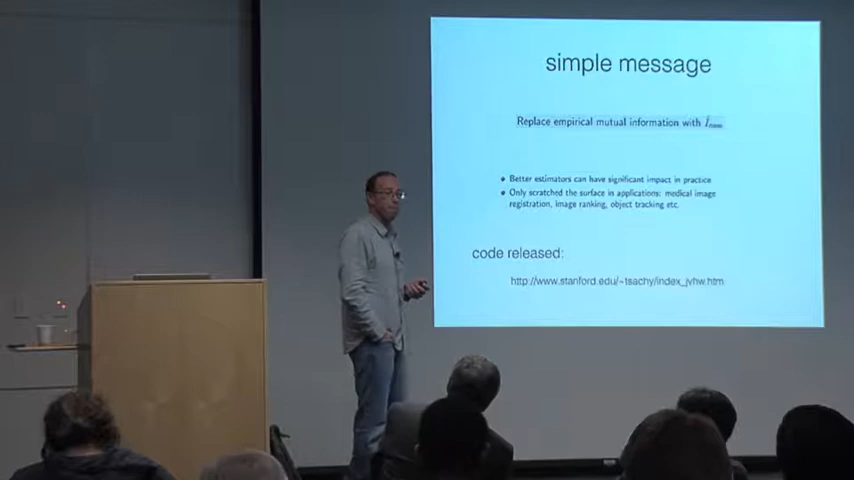 simple message
Replace empirical mutual information with Î
• Better estimators can have significant impact in practice
• Only scratched the surface in applications: medical image
registration, image ranking, object tracking etc.
code released:
http://www.stanford.edu/~tsachy/index_jvhw.htm